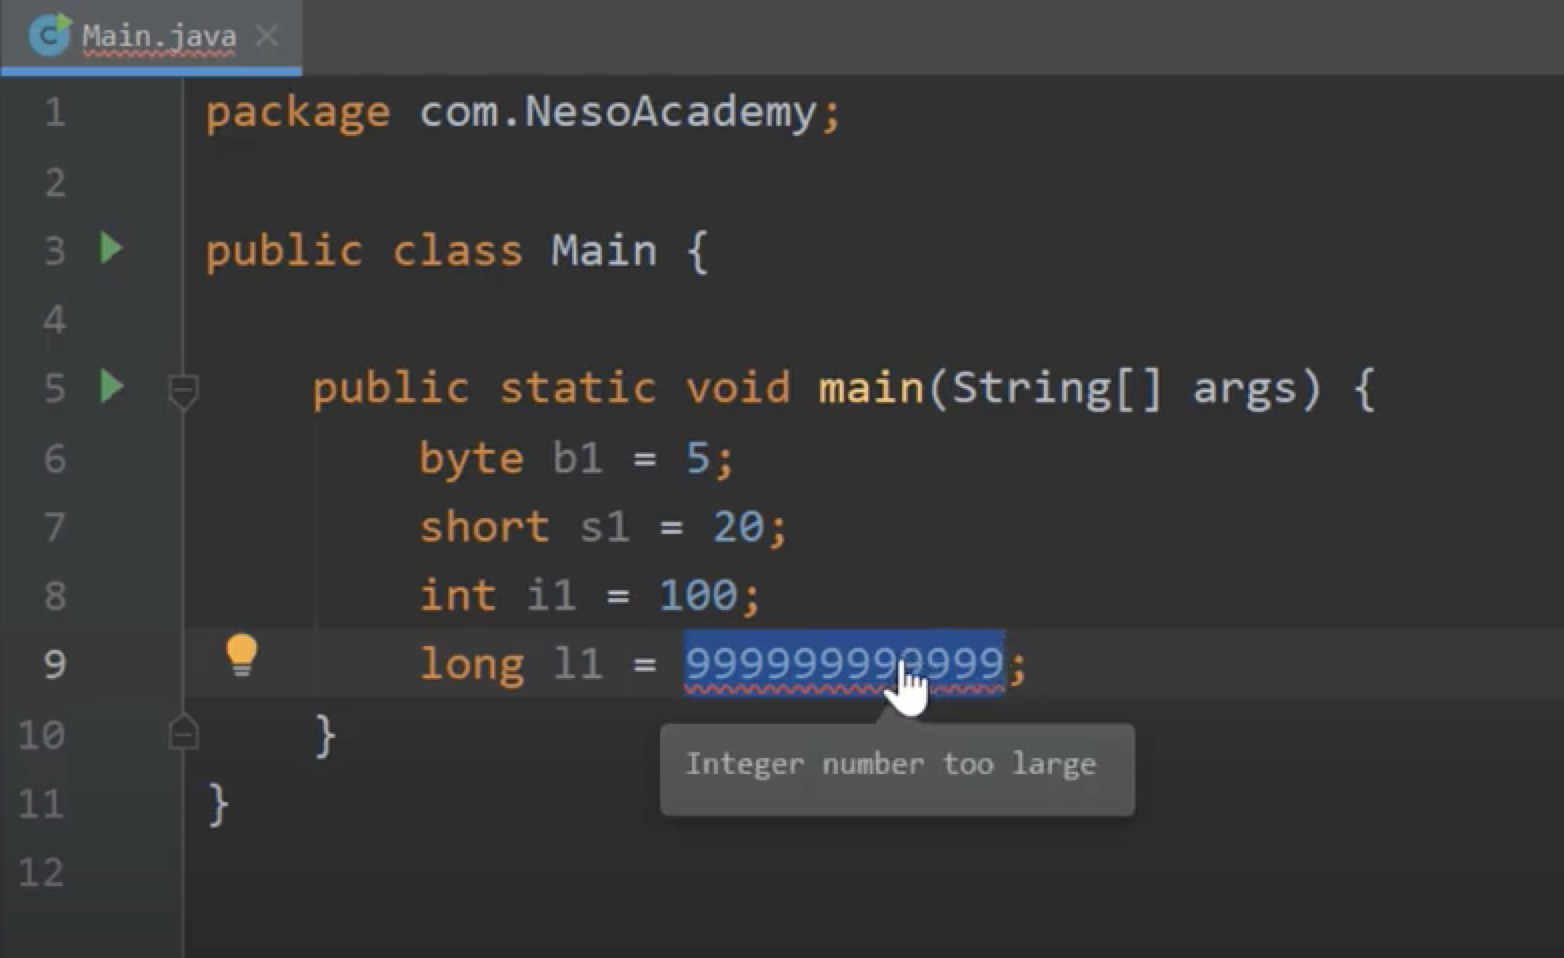 Main.java
1 package com.NesoAcademy;
2
3 public class Main {
4
5 public static void main(String[] args) {
6 byte b1 = 5;
7 short s1 = 20;
8 int i1 = 100;
9 long l1 = 999999999999;
10 }
Integer number too large
11 }
12